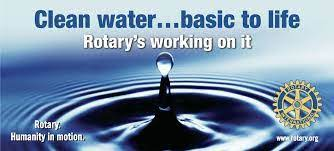 Clean water...basic to life
Rotary's working on it
Rotary.
Humanity in motion.
www.rotary.org